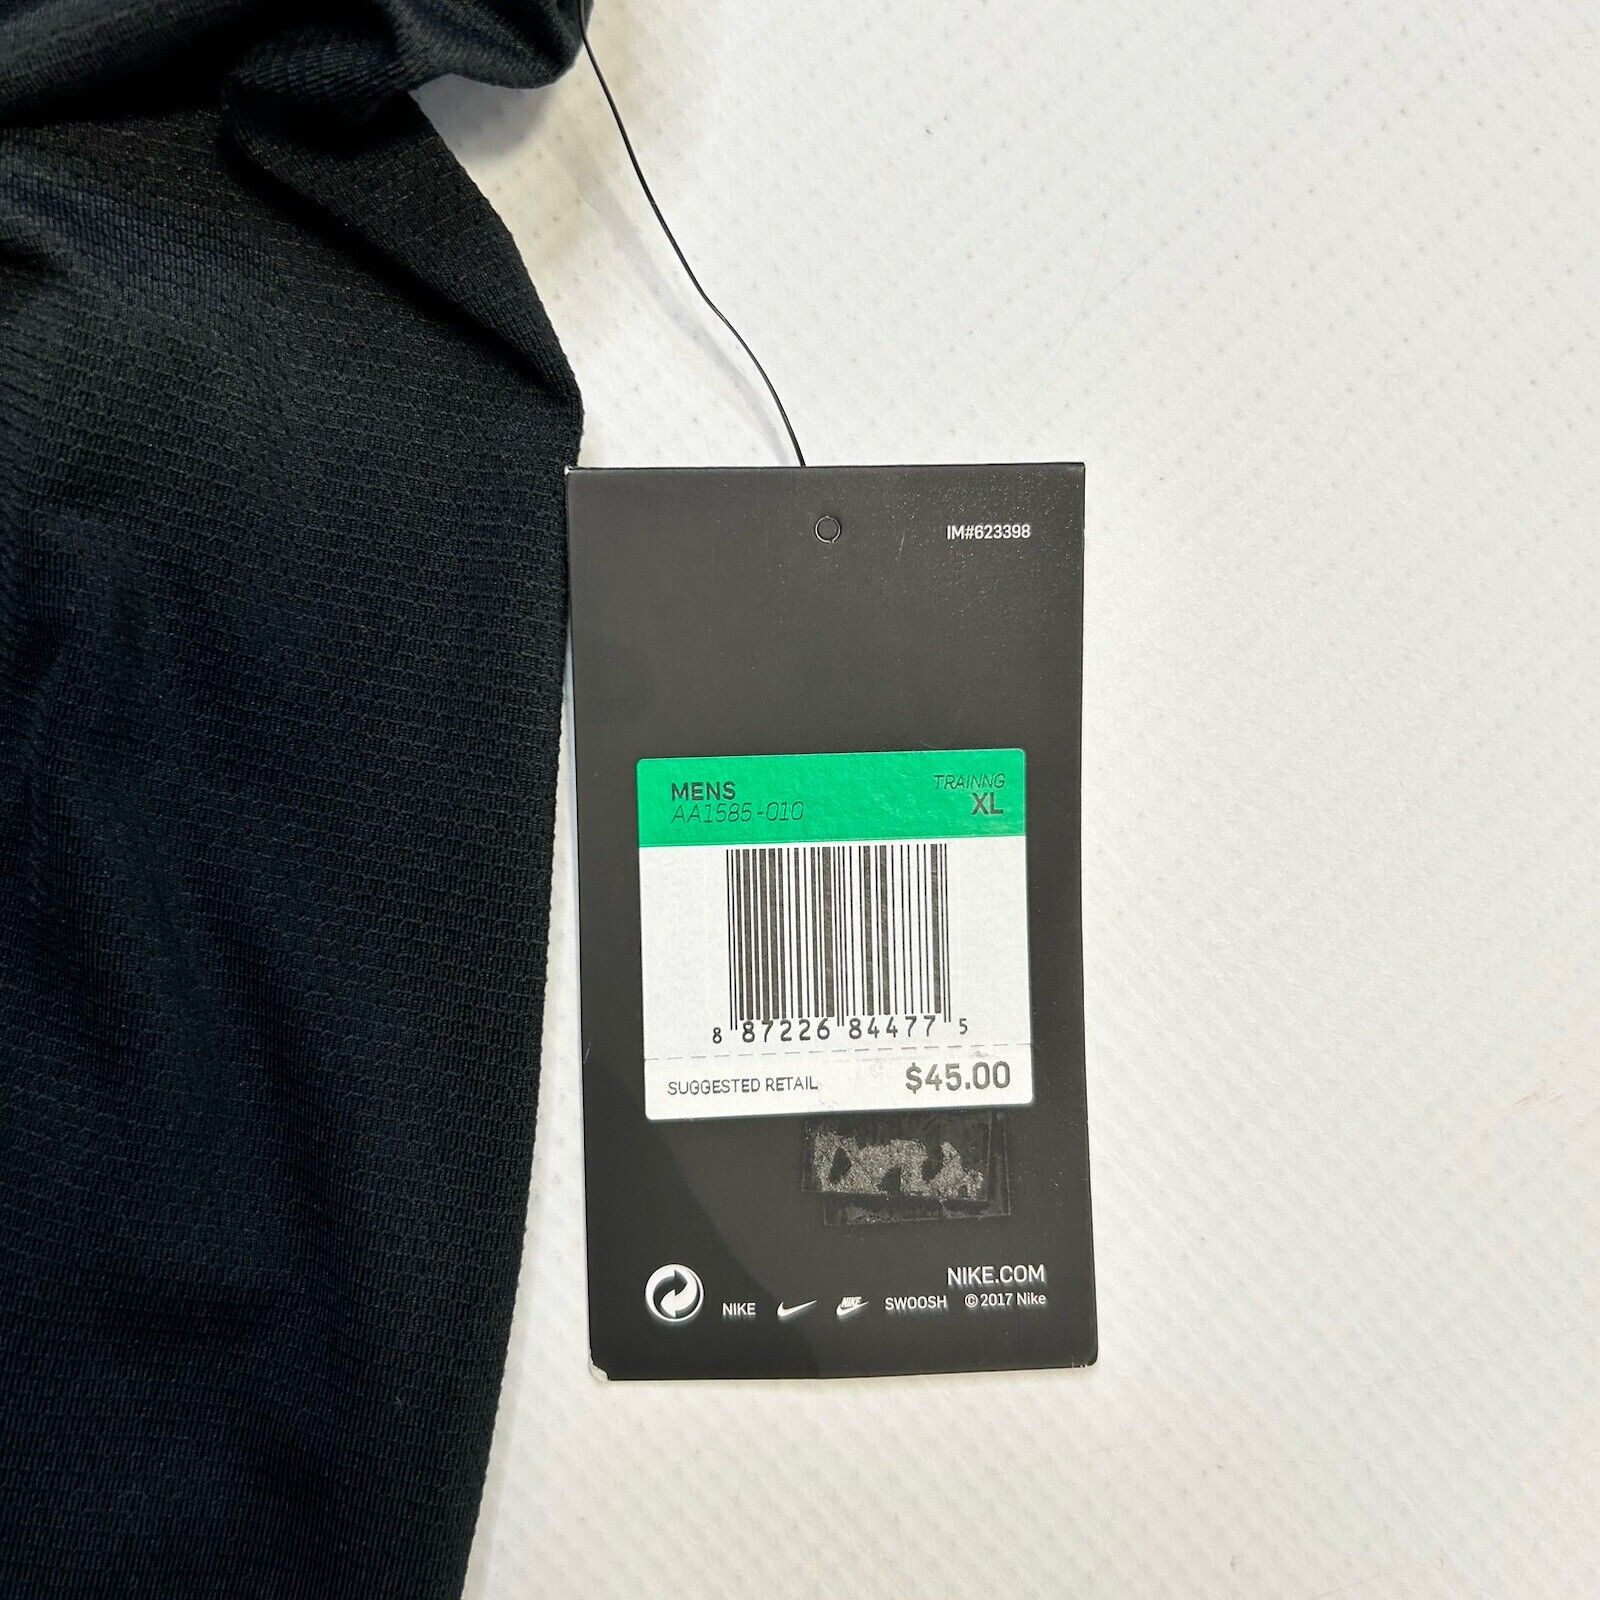 IM#623398
MENS TRAINNG
AA1585-010 XL
8 87226 84477 5
SUGGESTED RETAIL $45.00
NIKE.COM
NIKE NIKE SWOOSH © 2017 Nike